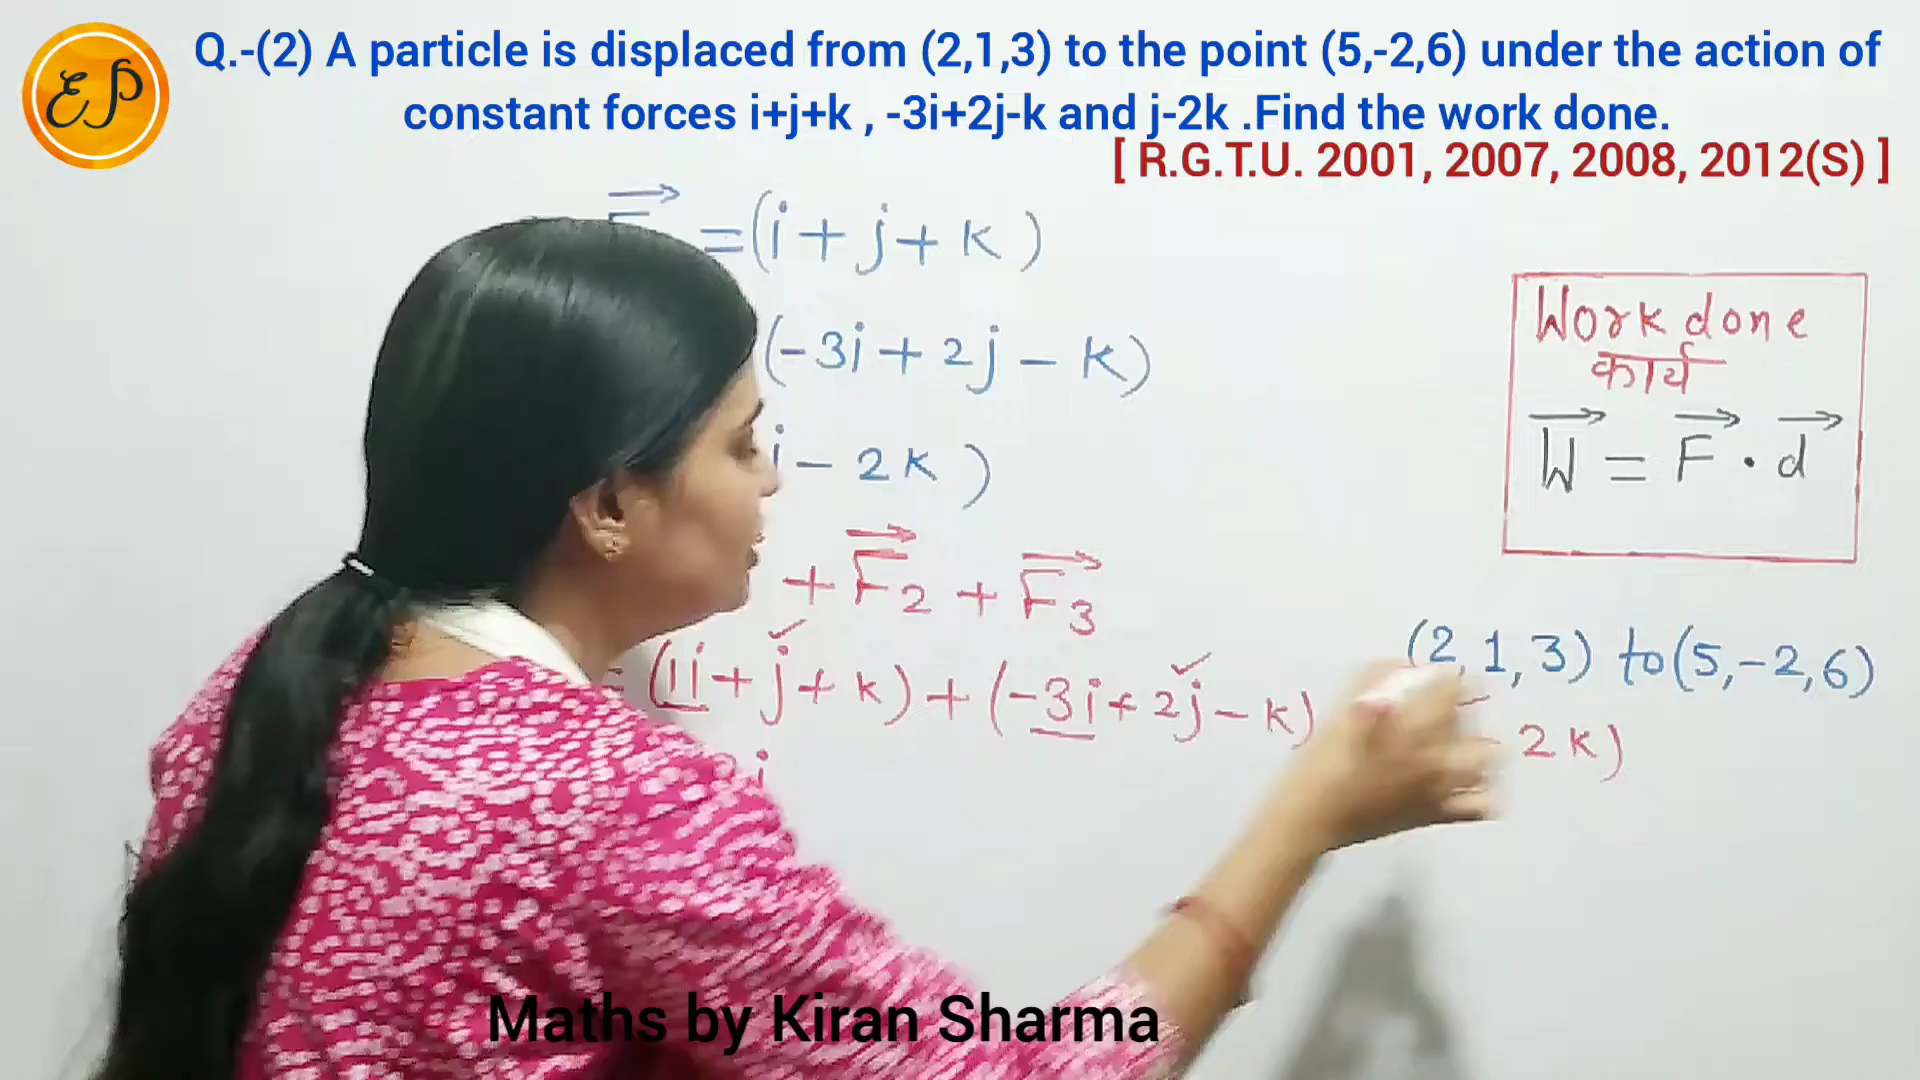 EP
Q.-(2) A particle is displaced from (2,1,3) to the point (5,-2,6) under the action of
constant forces i+j+k , -3i+2j-k and j-2k .Find the work done.
[ R.G.T.U. 2001, 2007, 2008, 2012(S) ]
=(i + j + k )
(-3i + 2j - k)
j - 2k )
+ F2 + F3
= (1i + j + k) + (-3i + 2j - k)
2k)
Work done
कार्य
W = F . d
(2,1,3) to (5,-2,6)
Maths by Kiran Sharma